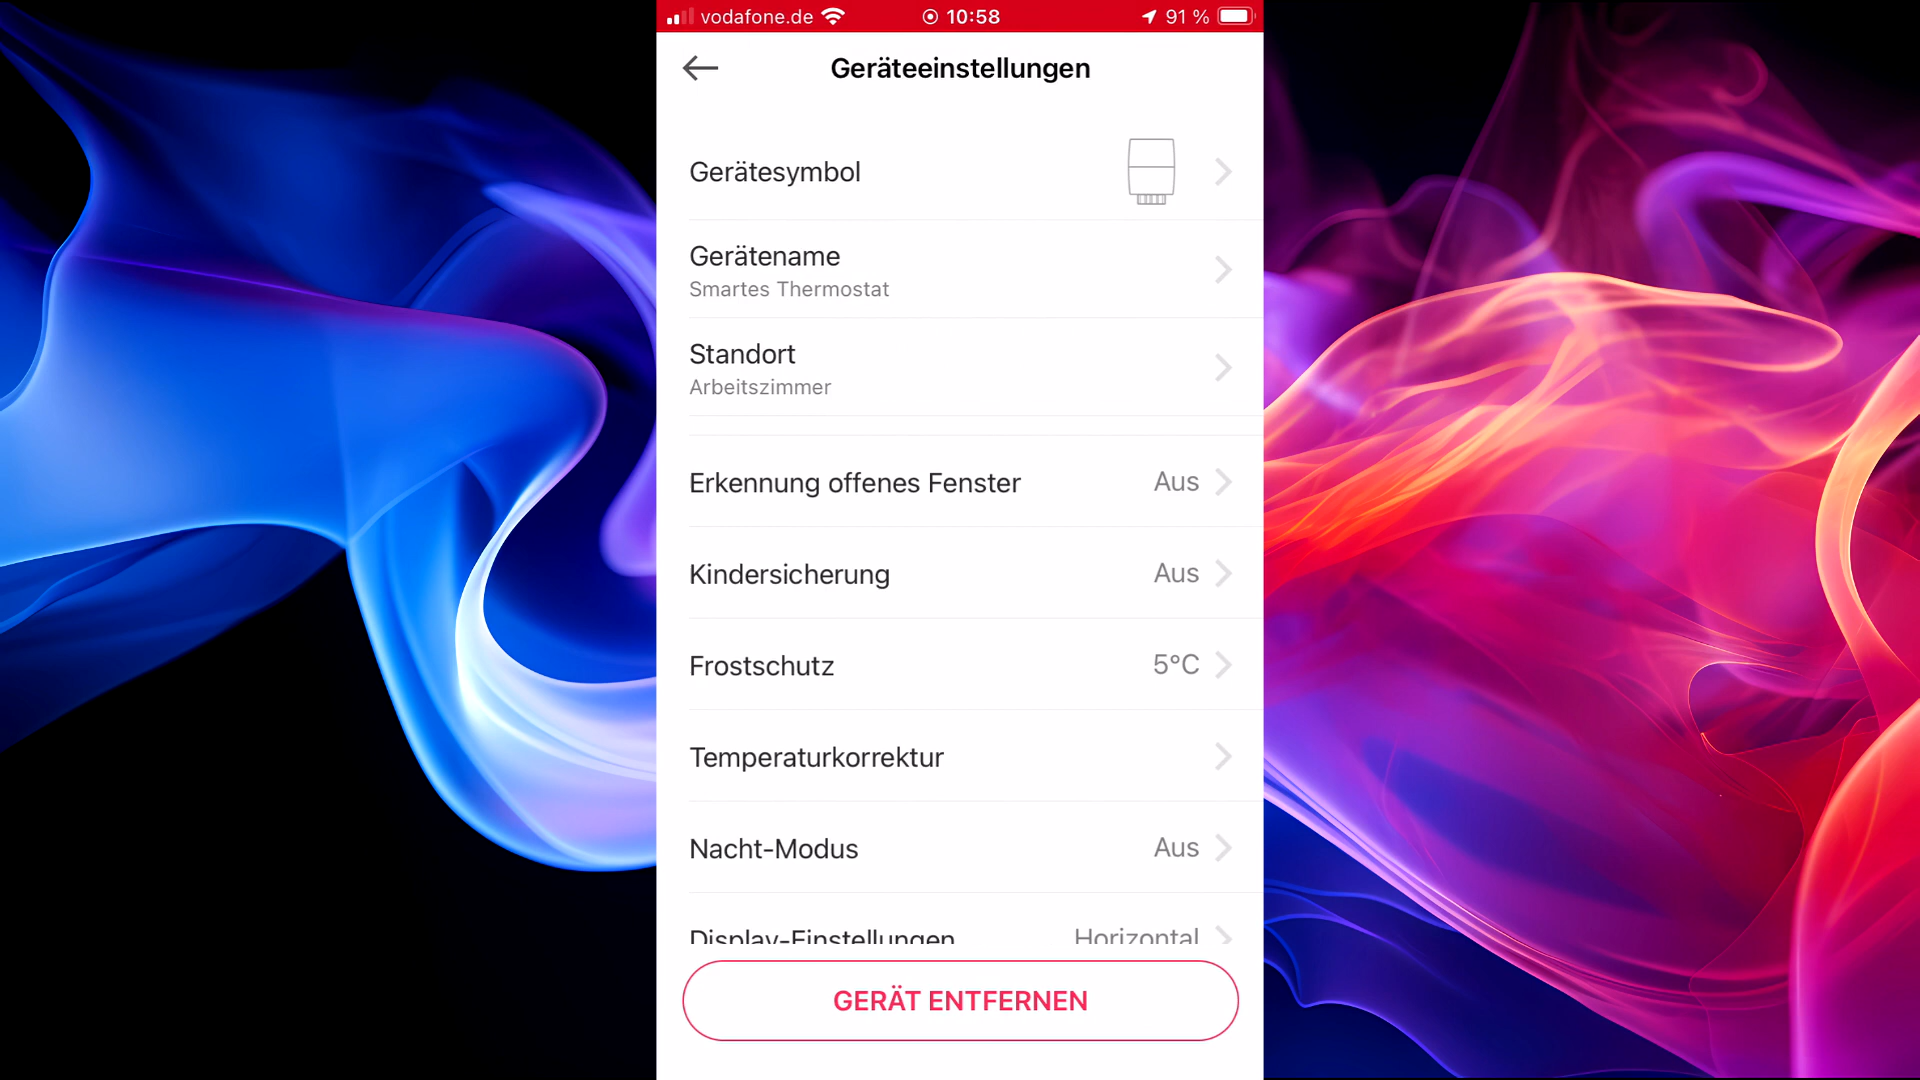 vodafone.de 10:58 91 %
Geräteeinstellungen
Gerätesymbol
Gerätename
Smartes Thermostat
Standort
Arbeitszimmer
Erkennung offenes Fenster Aus
Kindersicherung Aus
Frostschutz 5°C
Temperaturkorrektur
Nacht-Modus Aus
Display-Einstellungen Horizontal
GERÄT ENTFERNEN